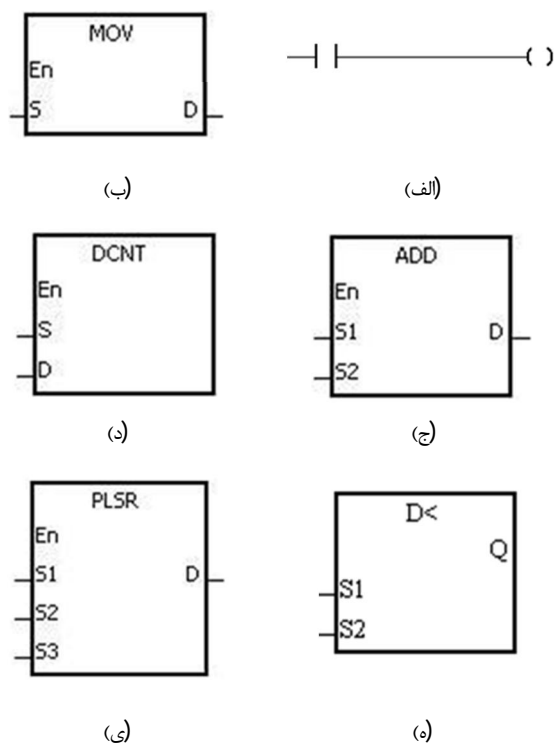 MOV
En
S D
(ب)
(الف)
DCNT
En
S
D
(د)
ADD
En
S1 D
S2
(ج)
PLSR
En
S1 D
S2
S3
(ی)
D<
Q
S1
S2
(ه)